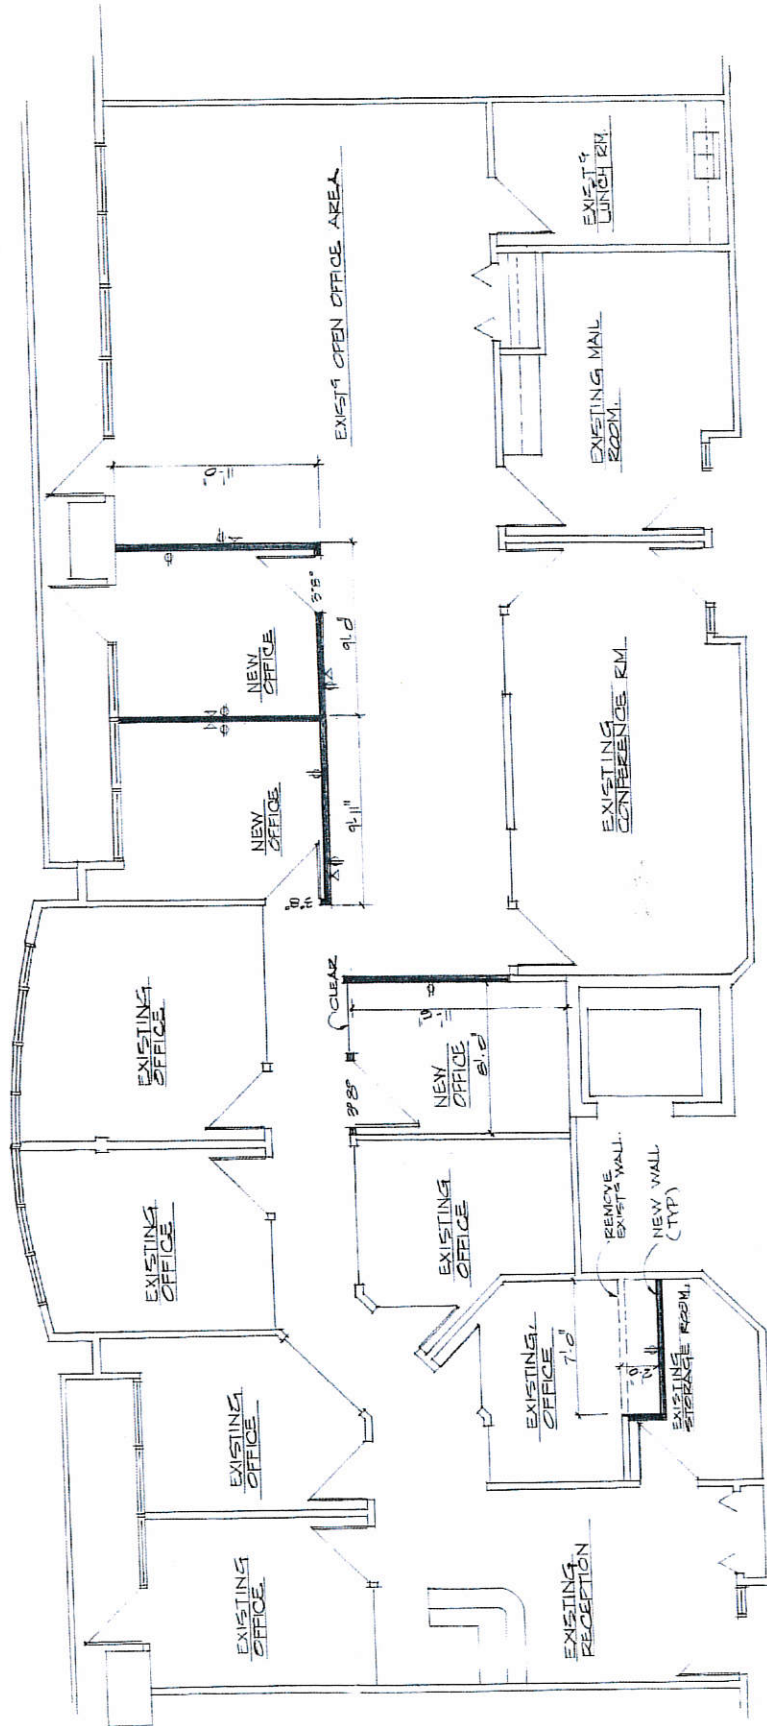 EXISTING
OFFICE
EXISTING
OFFICE
EXISTING
OFFICE
EXISTING
OFFICE
NEW
OFFICE
NEW
OFFICE
11'-0"
3'8"
3'8"
9'-11"
9'-0"
EXIST'G OPEN OFFICE AREA
CLEAR
3'8"
NEW
OFFICE
8'-0"
EXISTING
OFFICE
EXISTING
OFFICE
7'-0"
2'-0"
REMOVE
EXIST'G WALL
NEW WALL
(TYP)
EXISTING
STORAGE ROOM.
EXISTING
RECEPTION
EXISTING
CONFERENCE RM.
EXISTING MAIL
ROOM.
EXIST'G
LUNCH RM.